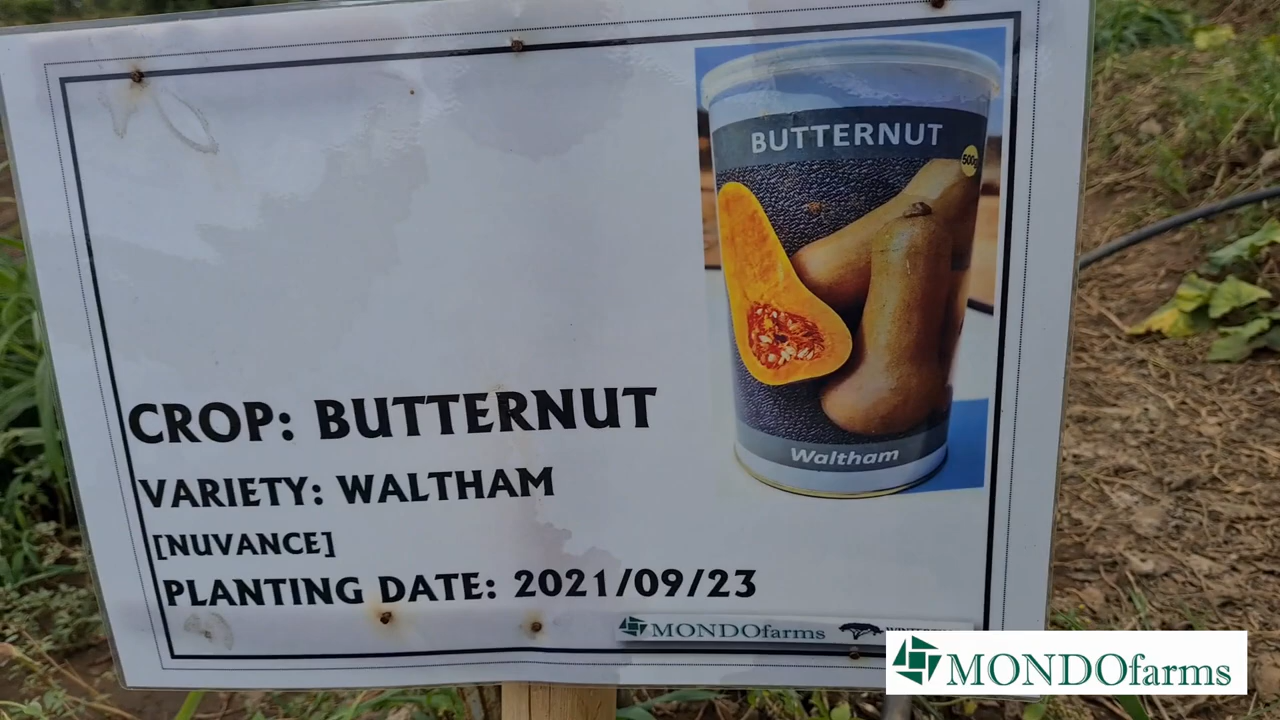 BUTTERNUT
500g
Waltham
CROP: BUTTERNUT
VARIETY: WALTHAM
[NUVANCE]
PLANTING DATE: 2021/09/23
MONDOfarms
MONDOfarms